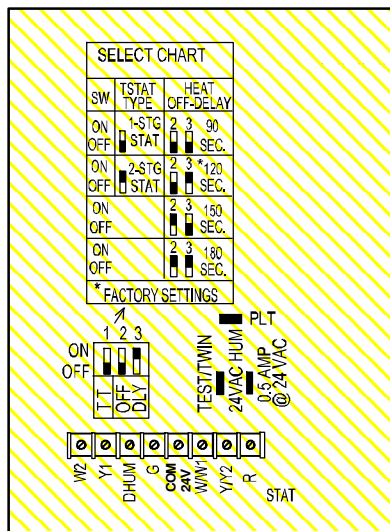 SELECT CHART
SW TSTAT TYPE HEAT OFF-DELAY
ON OFF 1-STG STAT 2 3 90 SEC.
ON OFF 2-STG STAT 2 3 *120 SEC.
ON OFF 2 3 150 SEC.
ON OFF 2 3 180 SEC.
* FACTORY SETTINGS
1 2 3
ON
OFF
TT
OFF
DLY
PLT
TEST/TWIN
24VAC HUM
0.5 AMP
@ 24 VAC
W2
Y1
DHUM
G
COM
24V
W/W1
Y/Y2
R
STAT